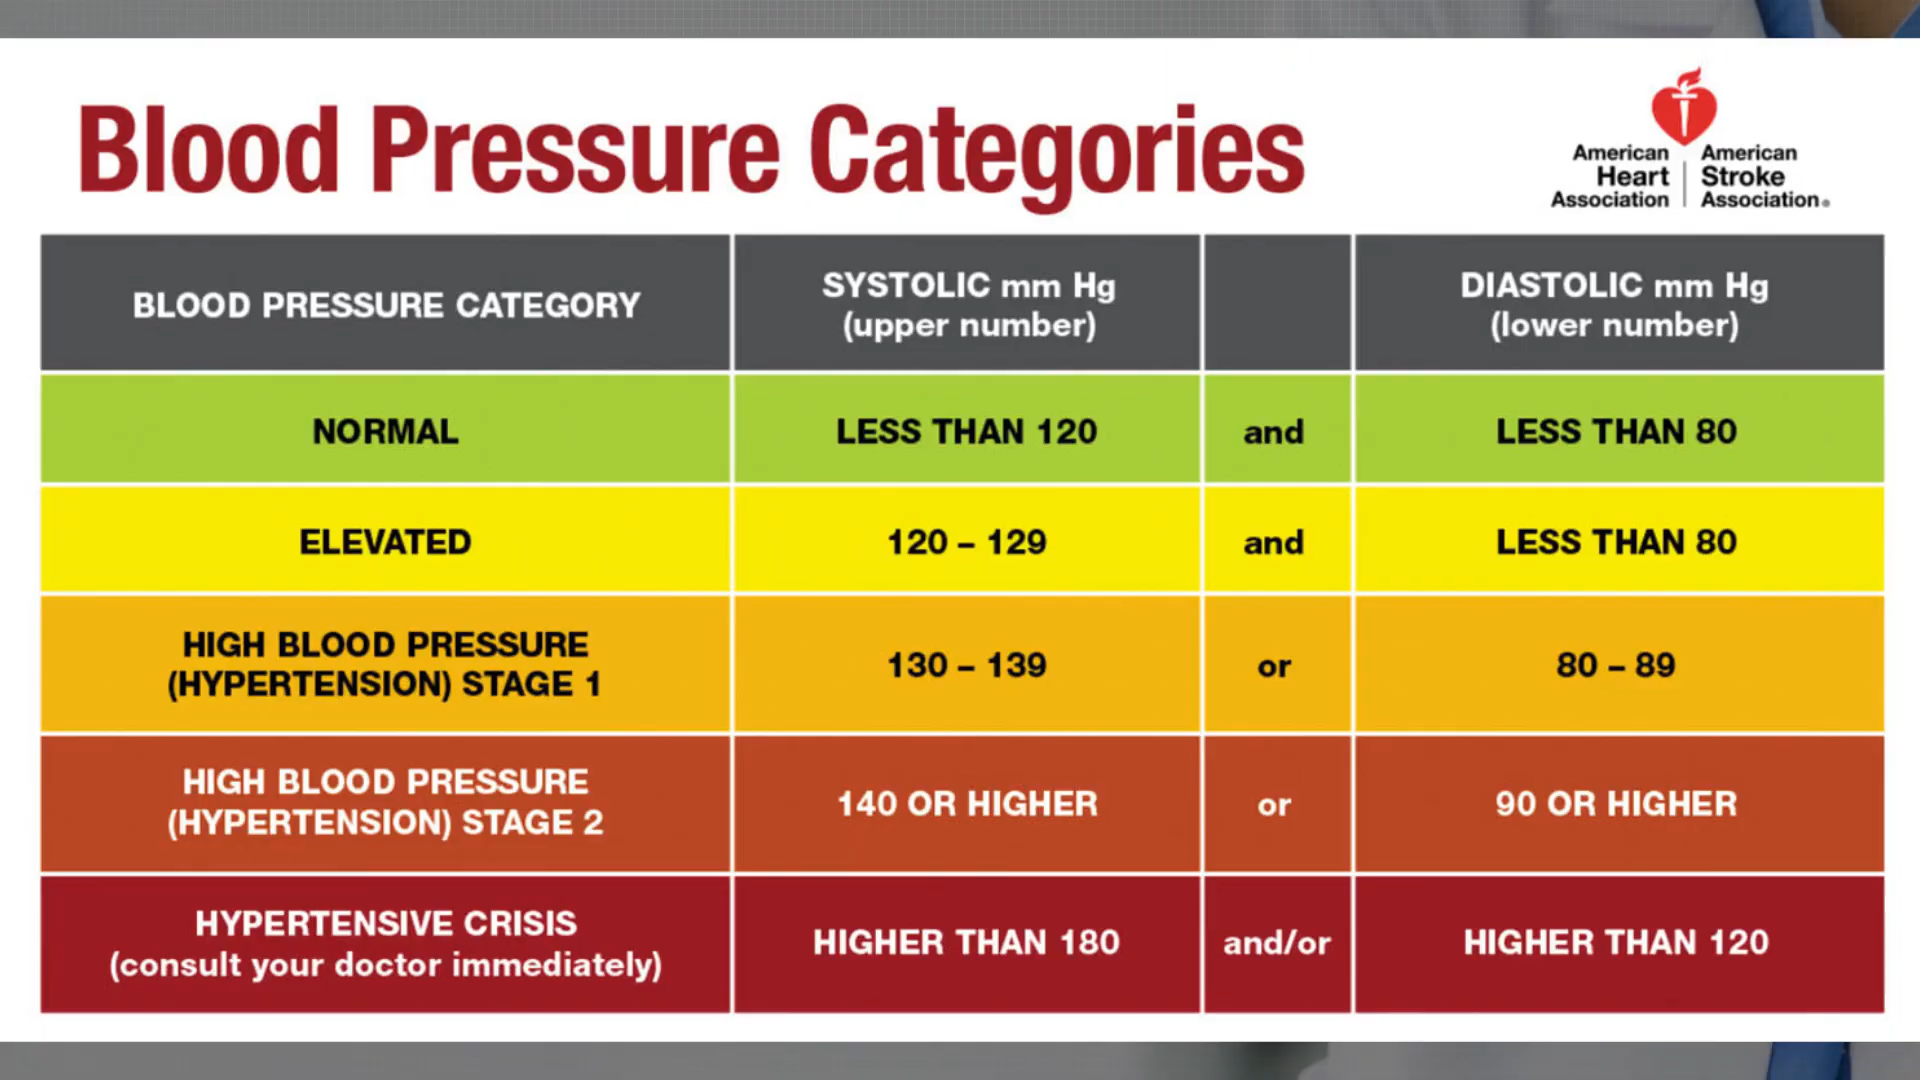 Blood Pressure Categories
American Heart Association
American Stroke Association®
BLOOD PRESSURE CATEGORY
SYSTOLIC mm Hg
(upper number)
DIASTOLIC mm Hg
(lower number)
NORMAL
LESS THAN 120
and
LESS THAN 80
ELEVATED
120 – 129
and
LESS THAN 80
HIGH BLOOD PRESSURE
(HYPERTENSION) STAGE 1
130 – 139
or
80 – 89
HIGH BLOOD PRESSURE
(HYPERTENSION) STAGE 2
140 OR HIGHER
or
90 OR HIGHER
HYPERTENSIVE CRISIS
(consult your doctor immediately)
HIGHER THAN 180
and/or
HIGHER THAN 120